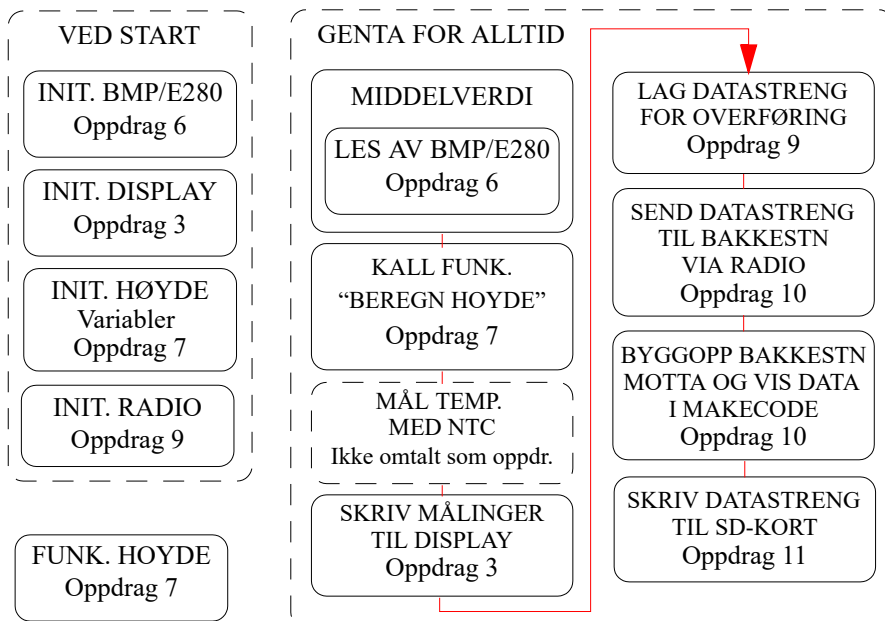 VED START
INIT. BMP/E280
Oppdrag 6
INIT. DISPLAY
Oppdrag 3
INIT. HØYDE
Variabler
Oppdrag 7
INIT. RADIO
Oppdrag 9
FUNK. HOYDE
Oppdrag 7
GENTA FOR ALLTID
MIDDELVERDI
LES AV BMP/E280
Oppdrag 6
KALL FUNK.
“BEREGN HOYDE”
Oppdrag 7
MÅL TEMP.
MED NTC
Ikke omtalt som oppdr.
SKRIV MÅLINGER
TIL DISPLAY
Oppdrag 3
LAG DATASTRENG
FOR OVERFØRING
Oppdrag 9
SEND DATASTRENG
TIL BAKKESTN
VIA RADIO
Oppdrag 10
BYGGOPP BAKKESTN
MOTTA OG VIS DATA
I MAKECODE
Oppdrag 10
SKRIV DATASTRENG
TIL SD-KORT
Oppdrag 11